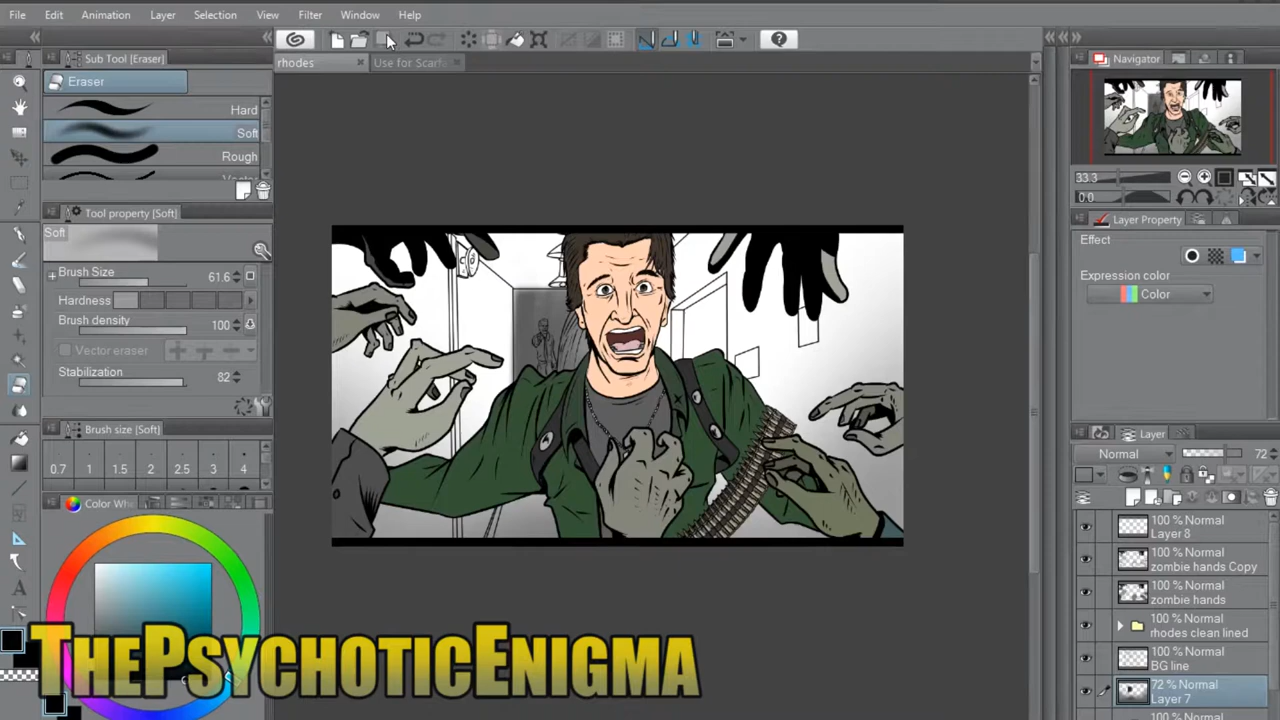 File Edit Animation Layer Selection View Filter Window Help
Sub Tool [Eraser]
Eraser
Hard
Soft
Rough
rhodes
Use for Scarfa
Tool property [Soft]
Soft
Brush Size 61.6
Hardness
Brush density 100
Vector eraser
Stabilization 82
Brush size [Soft]
0.7 1 1.5 2 2.5 3 4
Color Whe
Navigator
33.3
0.0
Layer Property
Effect
Expression color
Color
Layer
Normal 72
100 % Normal
Layer 8
100 % Normal
zombie hands Copy
100 % Normal
zombie hands
100 % Normal
rhodes clean lined
100 % Normal
BG line
72 % Normal
Layer 7
THEPSYCHOTICENIGMA